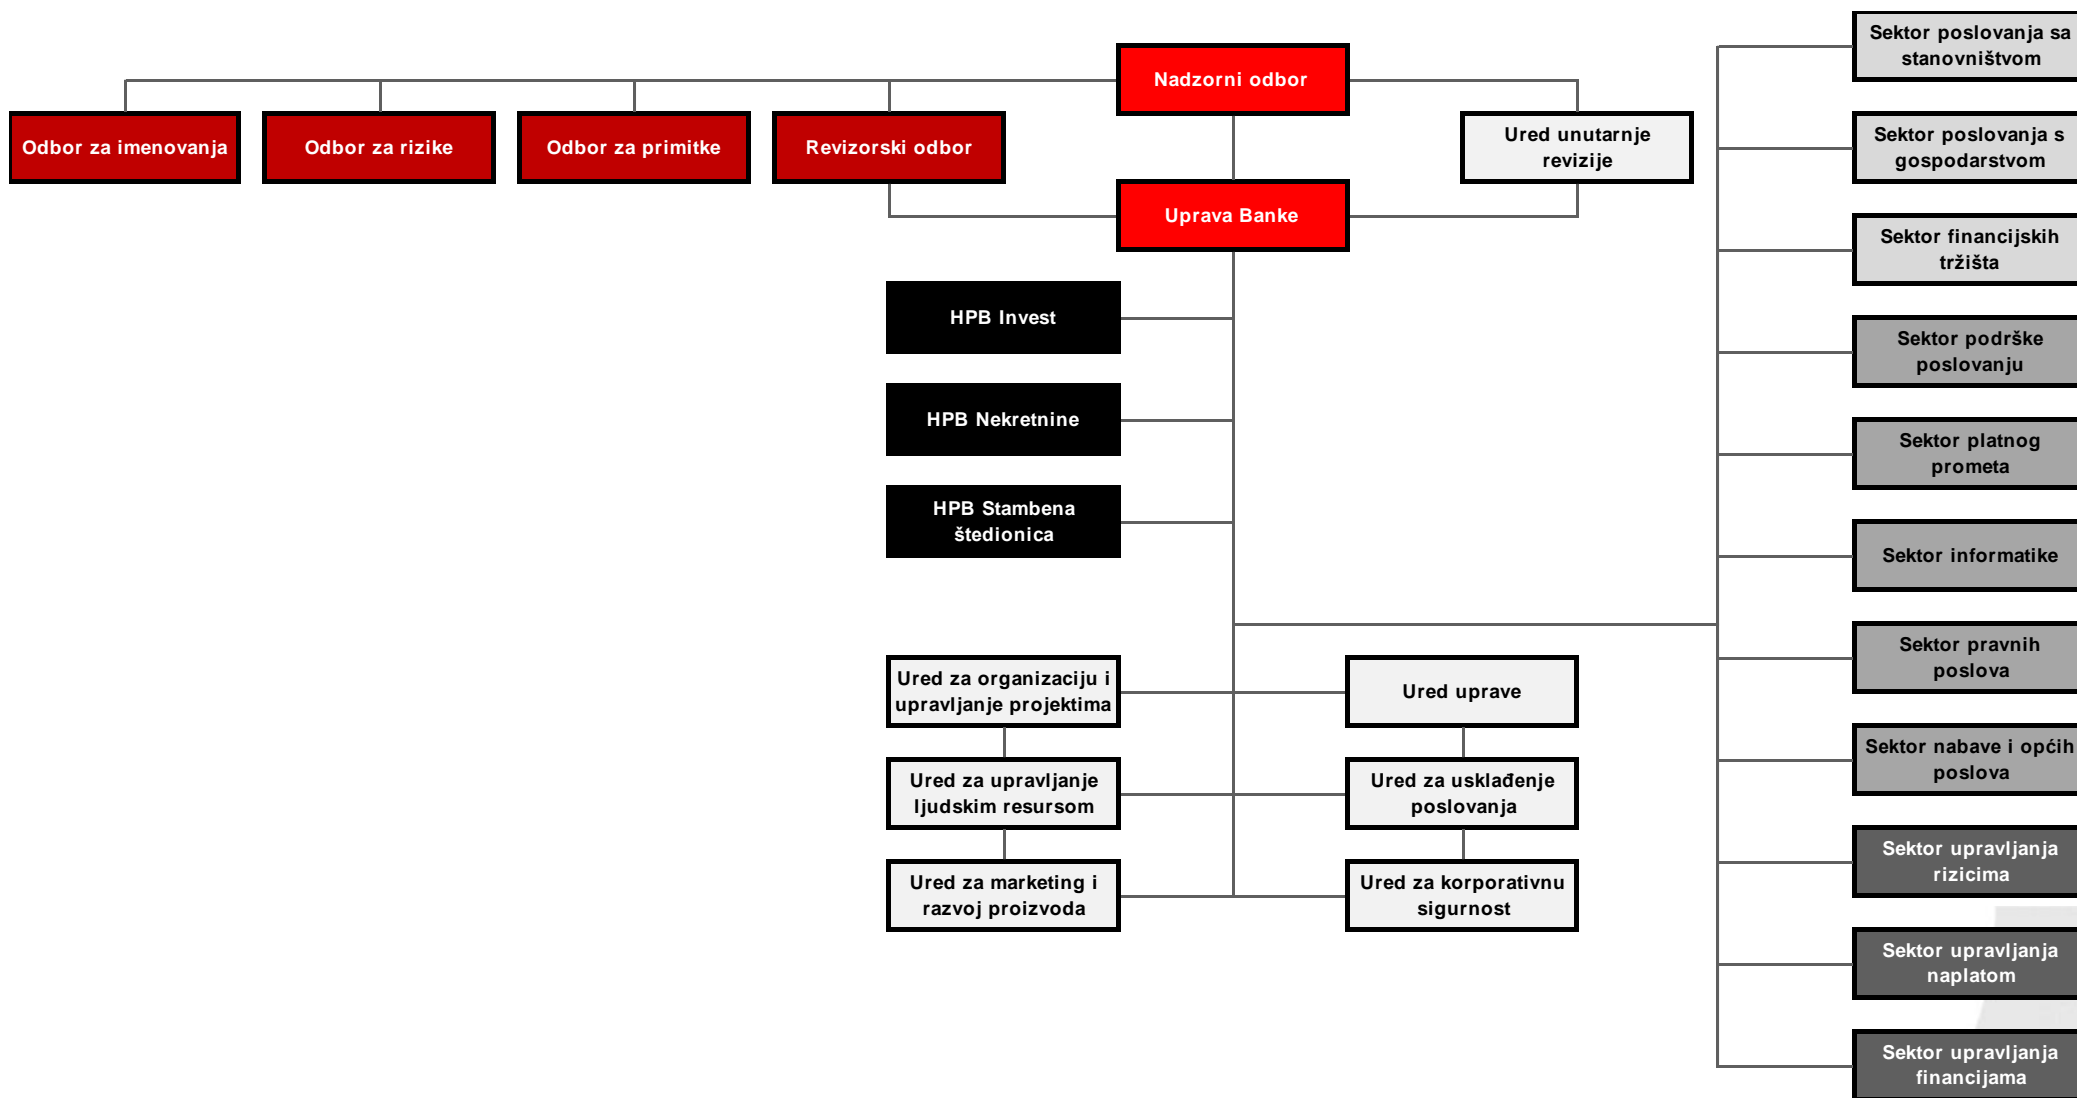 Nadzorni odbor
Odbor za imenovanja
Odbor za rizike
Odbor za primitke
Revizorski odbor
Ured unutarnje
revizije
Uprava Banke
HPB Invest
HPB Nekretnine
HPB Stambena
štedionica
Ured za organizaciju i
upravljanje projektima
Ured uprave
Ured za upravljanje
ljudskim resursom
Ured za usklađenje
poslovanja
Ured za marketing i
razvoj proizvoda
Ured za korporativnu
sigurnost
Sektor poslovanja sa
stanovništvom
Sektor poslovanja s
gospodarstvom
Sektor financijskih
tržišta
Sektor podrške
poslovanju
Sektor platnog
prometa
Sektor informatike
Sektor pravnih
poslova
Sektor nabave i općih
poslova
Sektor upravljanja
rizicima
Sektor upravljanja
naplatom
Sektor upravljanja
financijama